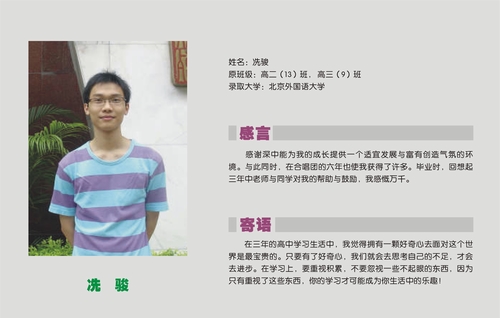 姓名：冼骏
原班级：高二（13）班，高三（9）班
录取大学：北京外国语大学
感言
感谢深中能为我的成长提供一个适宜发展与富有创造气氛的环
境。与此同时，在合唱团的六年也使我获得了许多。毕业时，回想起
三年中老师与同学对我的帮助与鼓励，我感慨万千。
寄语
在三年的高中学习生活中，我觉得拥有一颗好奇心去面对这个世
界是最宝贵的。只要有了好奇心，我们就会去思考自己的不足，才会
去进步。在学习上，要重视积累，不要忽视一些不起眼的东西，因为
只有重视了这些东西，你的学习才可能成为你生活中的乐趣！
冼 骏